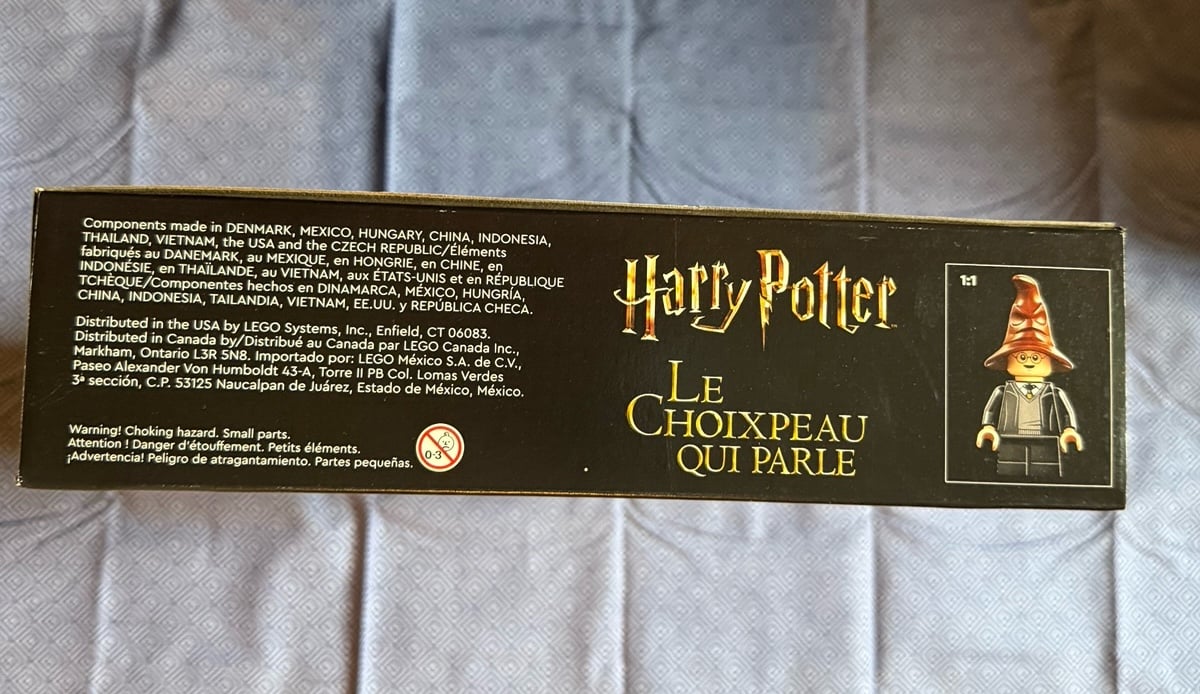 Components made in DENMARK, MEXICO, HUNGARY, CHINA, INDONESIA,
THAILAND, VIETNAM, the USA and the CZECH REPUBLIC/Éléments
fabriqués au DANEMARK, au MEXIQUE, en HONGRIE, en CHINE, en
INDONÉSIE, en THAÏLANDE, au VIETNAM, aux ÉTATS-UNIS et en RÉPUBLIQUE
TCHÈQUE/Componentes hechos en DINAMARCA, MÉXICO, HUNGRÍA,
CHINA, INDONESIA, TAILANDIA, VIETNAM, EE.UU. y REPÚBLICA CHECA.
Distributed in the USA by LEGO Systems, Inc., Enfield, CT 06083.
Distributed in Canada by/Distribué au Canada par LEGO Canada Inc.,
Markham, Ontario L3R 5N8. Importado por: LEGO México S.A. de C.V.,
Paseo Alexander Von Humboldt 43-A, Torre II PB Col. Lomas Verdes
3ª sección, C.P. 53125 Naucalpan de Juárez, Estado de México, México.
Warning! Choking hazard. Small parts.
Attention ! Danger d'étouffement. Petits éléments.
¡Advertencia! Peligro de atragantamiento. Partes pequeñas.
0-3
Harry Potter
LE
CHOIXPEAU
QUI PARLE
1:1